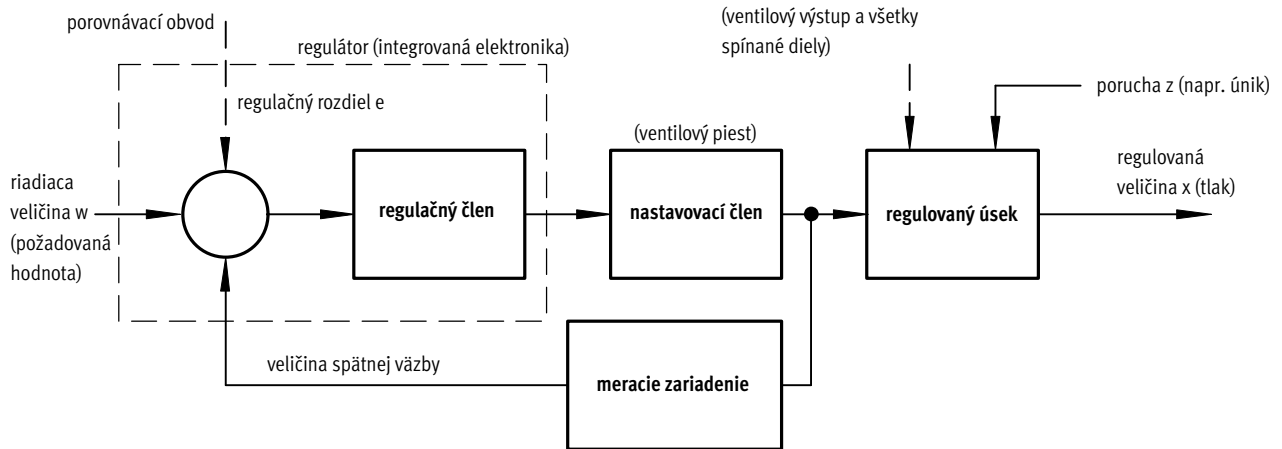 porovnávací obvod
(ventilový výstup a všetky
spínané diely)
regulátor (integrovaná elektronika)
regulačný rozdiel e
porucha z (napr. únik)
(ventilový piest)
regulovaná
veličina x (tlak)
riadiaca
veličina w
(požadovaná
hodnota)
regulačný člen
nastavovací člen
regulovaný úsek
veličina spätnej väzby
meracie zariadenie